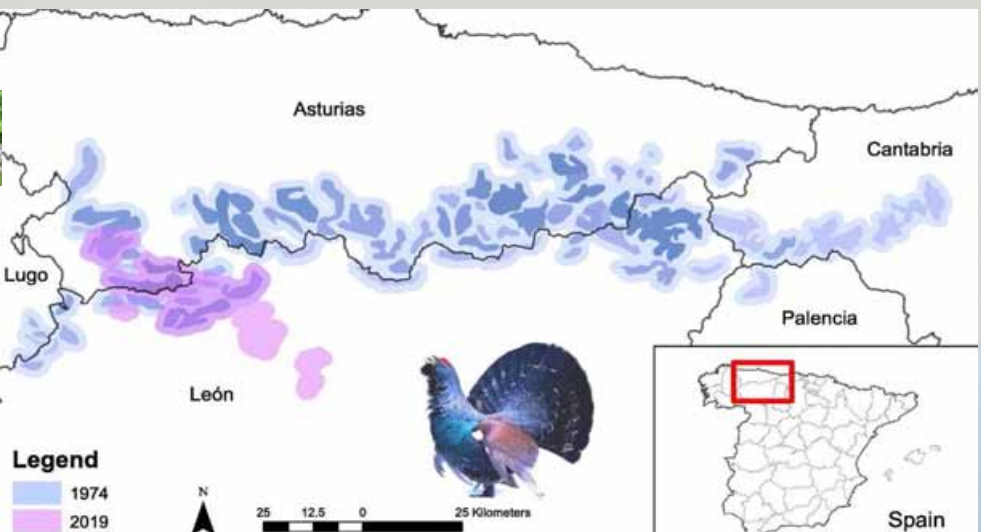 Asturias
Cantabria
Lugo
Palencia
León
Legend
1974
2019
N
25 12.5 0 25 Kilometers
Spain